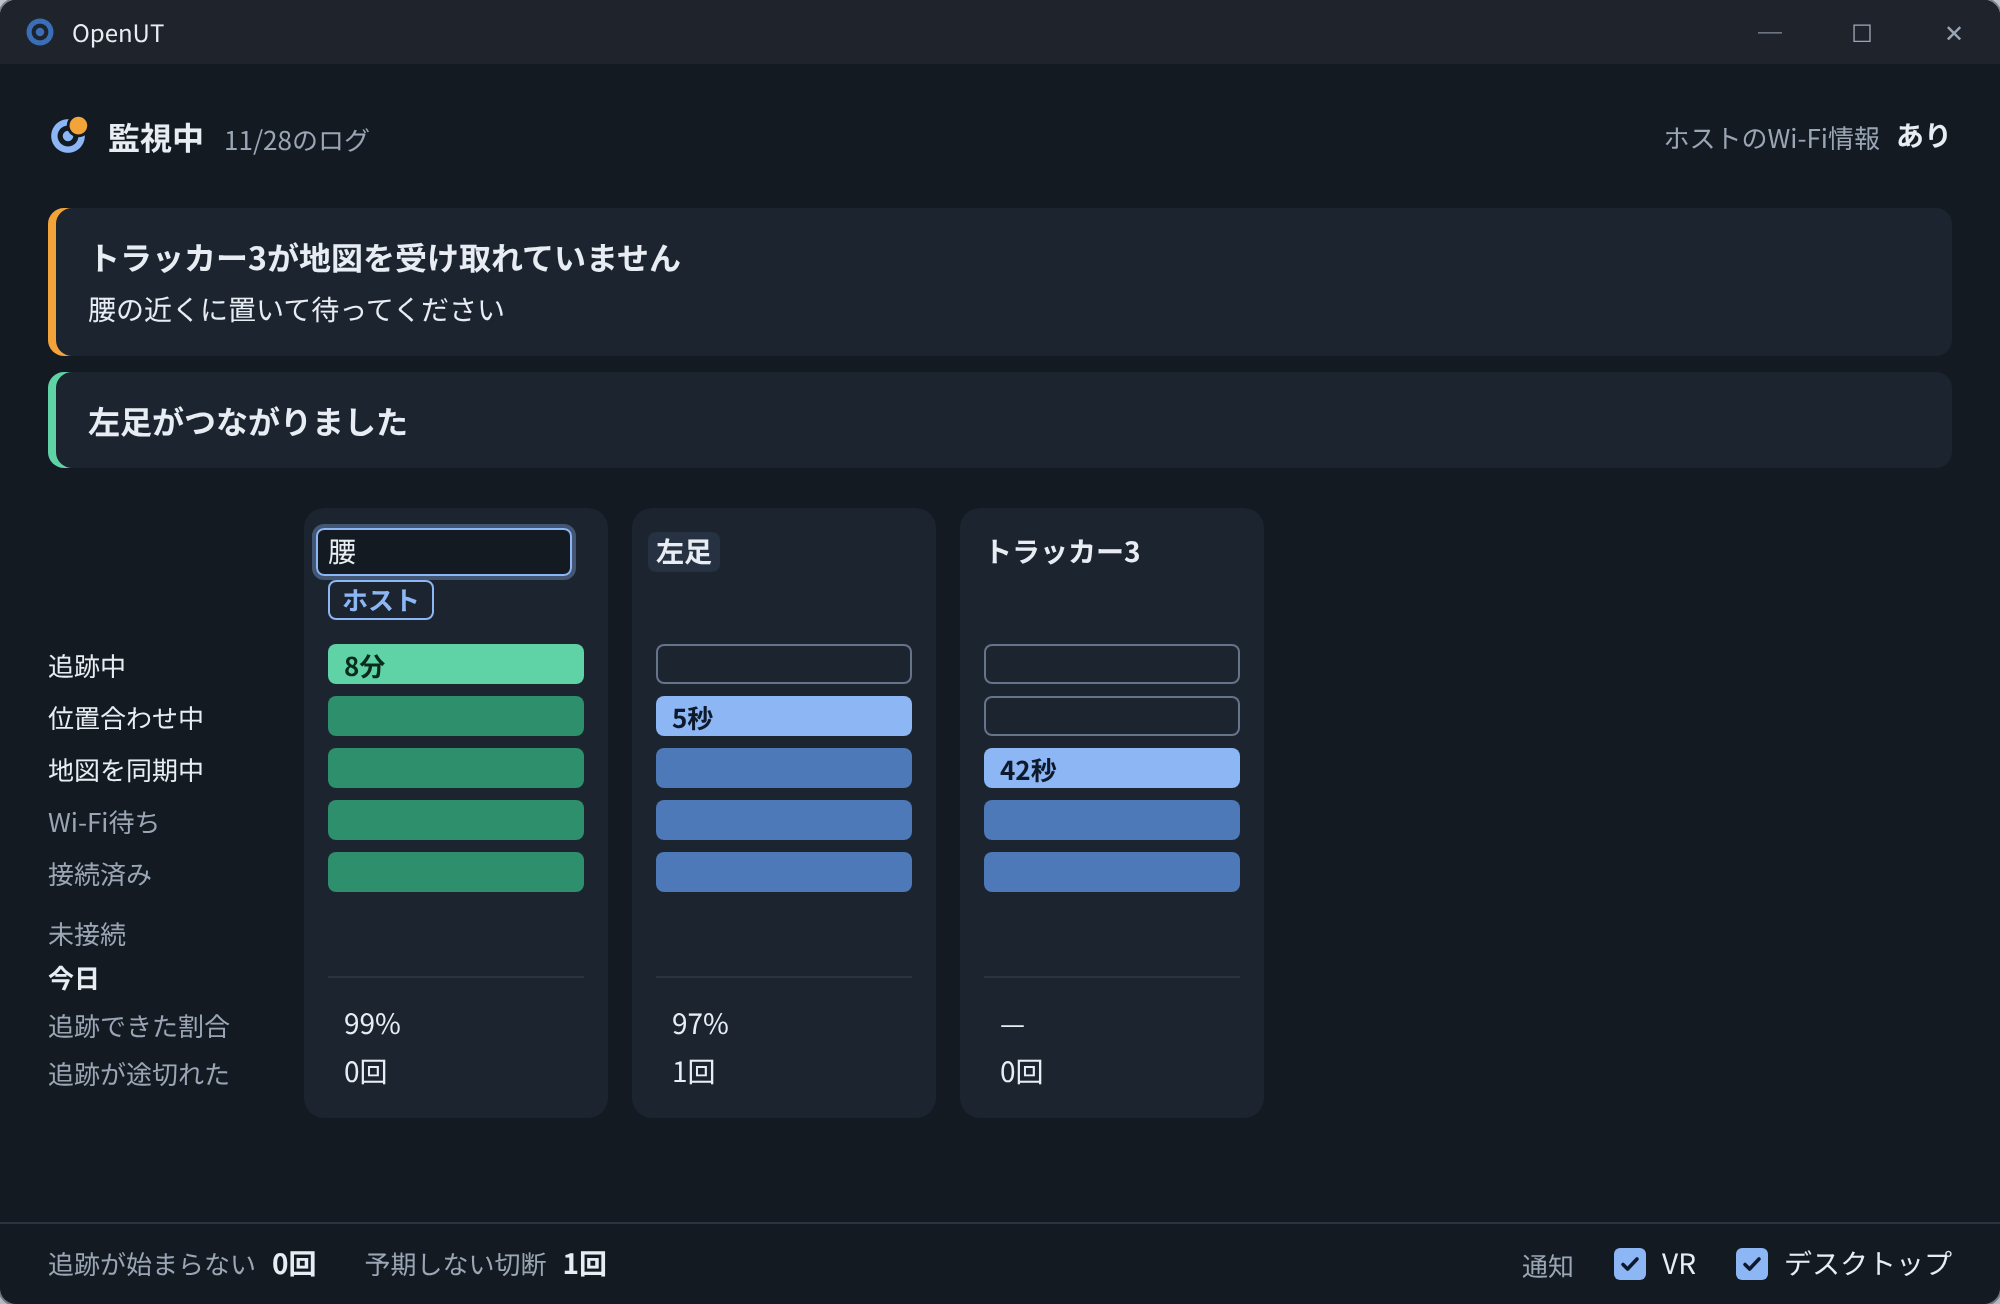 OpenUT
監視中 11/28のログ
ホストのWi-Fi情報 あり
トラッカー3が地図を受け取れていません
腰の近くに置いて待ってください
左足がつながりました
腰 左足 トラッカー3
ホスト
追跡中 8分
位置合わせ中 5秒
地図を同期中 42秒
Wi-Fi待ち
接続済み
未接続
今日
追跡できた割合 99% 97% —
追跡が途切れた 0回 1回 0回
追跡が始まらない 0回 予期しない切断 1回
通知 VR デスクトップ